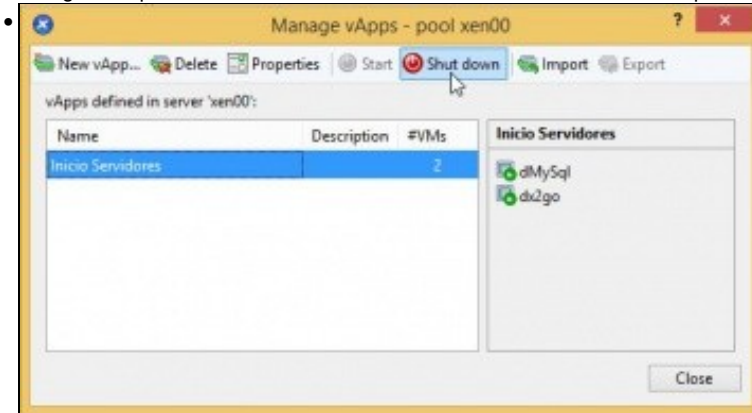 Manage vApps - pool xen00
? ×
New vApp... Delete Properties Start Shut down Import Export
vApps defined in server 'xen00':
Name Description #VMs
Inicio Servidores 2
Inicio Servidores
dMySql
dx2go
Close